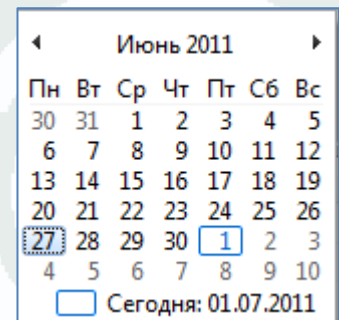 Июнь 2011
Пн Вт Ср Чт Пт Сб Вс
30 31 1 2 3 4 5
6 7 8 9 10 11 12
13 14 15 16 17 18 19
20 21 22 23 24 25 26
27 28 29 30 1 2 3
4 5 6 7 8 9 10
Сегодня: 01.07.2011